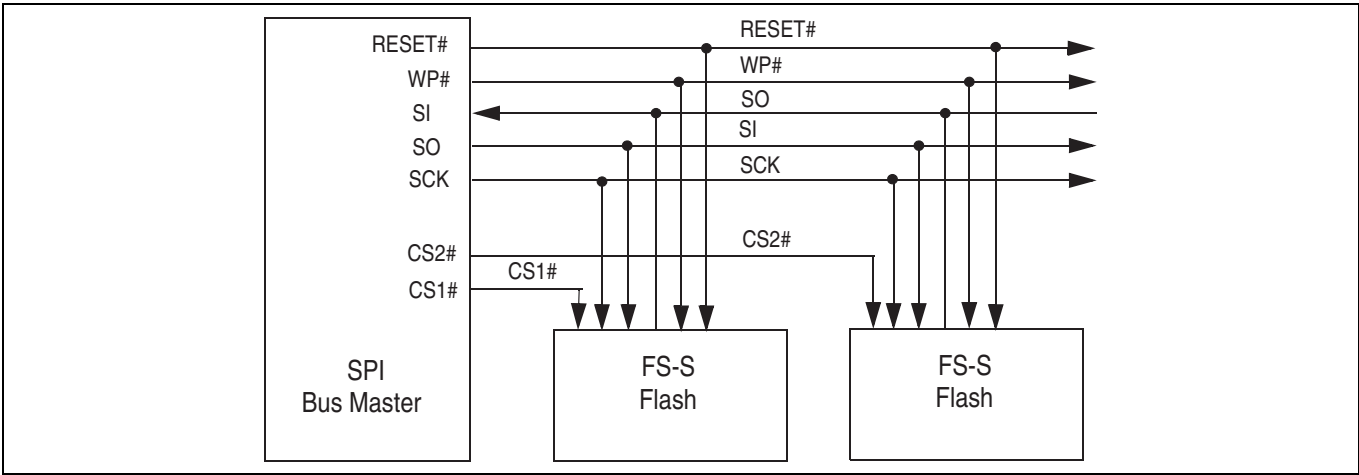 RESET#
RESET#
WP#
WP#
SI
SO
SO
SI
SCK
SCK
CS2#
CS2#
CS1#
CS1#
SPI
Bus Master
FS-S
Flash
FS-S
Flash